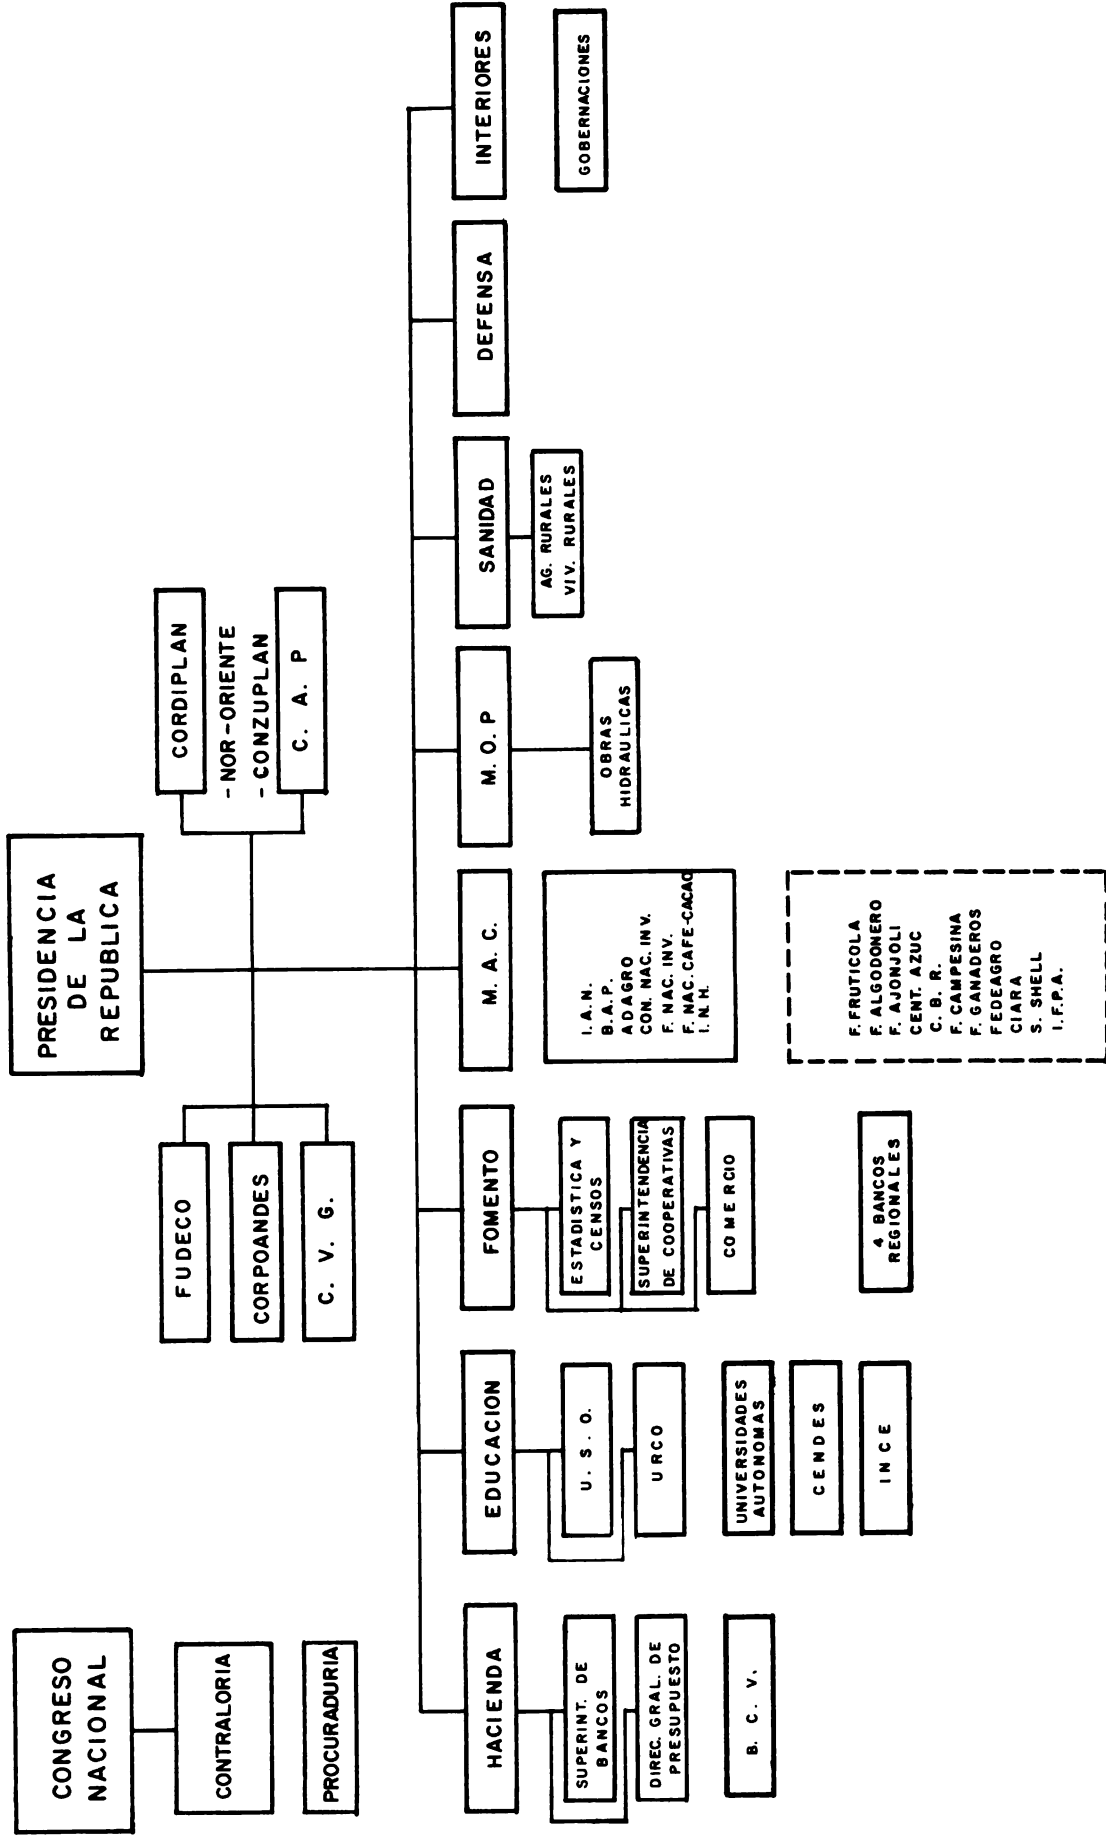 CONGRESO
NACIONAL
CONTRALORIA
PROCURADURIA
PRESIDENCIA
DE LA
REPUBLICA
FUDECO
CORPOANDES
C. V. G.
CORDIPLAN
- NOR-ORIENTE
- CONZUPLAN
C. A. P
HACIENDA
SUPERINT. DE
BANCOS
DIREC. GRAL. DE
PRESUPUESTO
B. C. V.
EDUCACION
U. S. O.
URCO
UNIVERSIDADES
AUTONOMAS
CENDES
INCE
FOMENTO
ESTADISTICA Y
CENSOS
SUPERINTENDENCIA
DE COOPERATIVAS
COMERCIO
4 BANCOS
REGIONALES
M. A. C.
I.A.N.
B.A.P.
ADAGRO
CON. NAC. INV.
F. NAC. INV.
F. NAC. CAFE-CACAO
I.N.H.
F. FRUTICOLA
F. ALGODONERO
F. AJONJOLI
CENT. AZUC
C. B. R.
F. CAMPESINA
F. GANADEROS
FEDEAGRO
CIARA
S. SHELL
I.F.P.A.
M. O. P
OBRAS
HIDRAULICAS
SANIDAD
AG. RURALES
VIV. RURALES
DEFENSA
INTERIORES
GOBERNACIONES